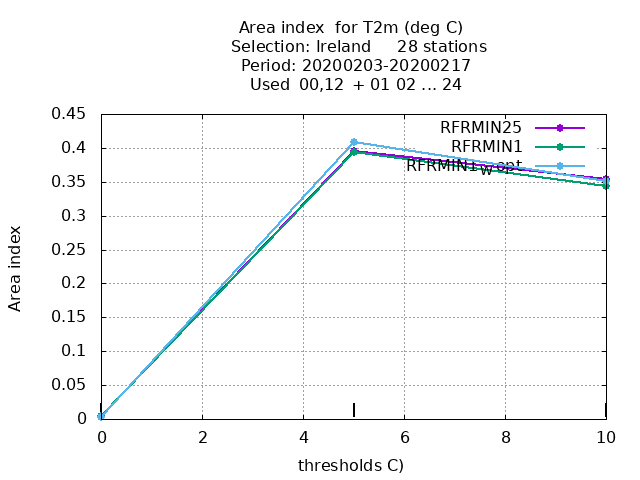 Area index  for T2m (deg C)
Selection: Ireland     28 stations
Period: 20200203-20200217
Used  00,12  + 01 02 ... 24
0.45
0.4
0.35
0.3
0.25
0.2
0.15
0.1
0.05
0
Area index
RFRMIN25
RFRMIN1
0 2 4 6 8 10
thresholds C)